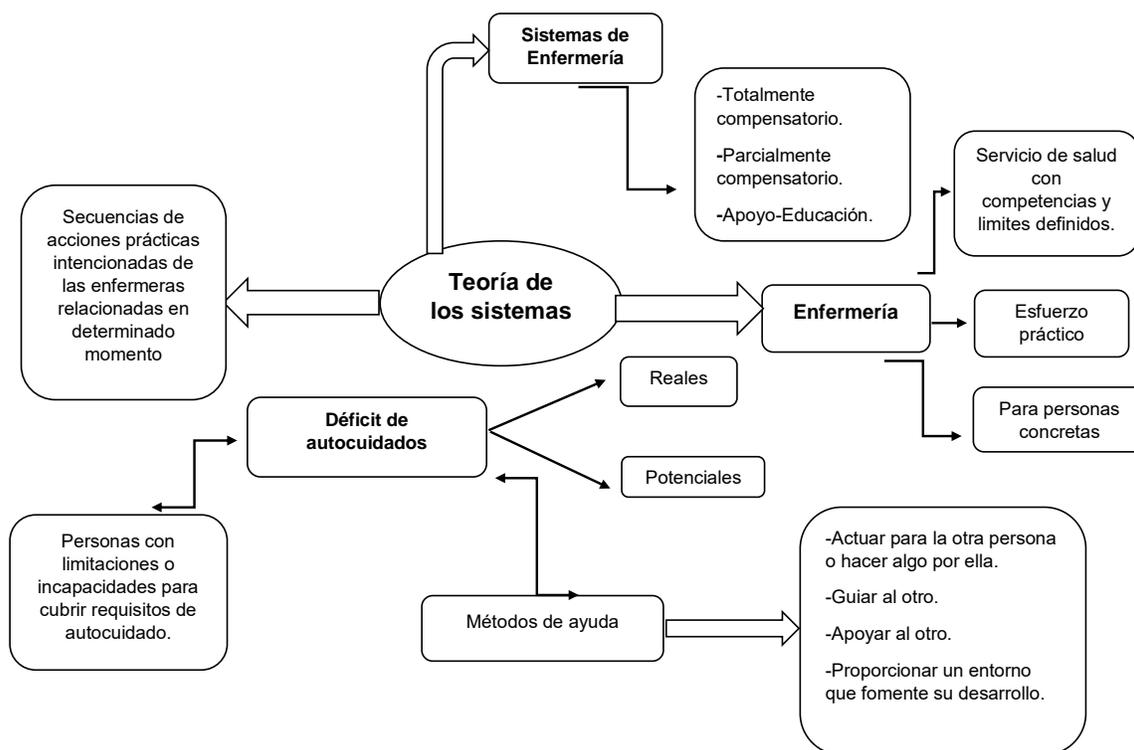 Sistemas de
Enfermería
-Totalmente
compensatorio.
-Parcialmente
compensatorio.
-Apoyo-Educación.
Servicio de salud
con
competencias y
limites definidos.
Secuencias de
acciones prácticas
intencionadas de
las enfermeras
relacionadas en
determinado
momento
Teoría de
los sistemas
Enfermería
Esfuerzo
práctico
Para personas
concretas
Reales
Déficit de
autocuidados
Potenciales
Personas con
limitaciones o
incapacidades para
cubrir requisitos de
autocuidado.
Métodos de ayuda
-Actuar para la otra persona
o hacer algo por ella.
-Guiar al otro.
-Apoyar al otro.
-Proporcionar un entorno
que fomente su desarrollo.